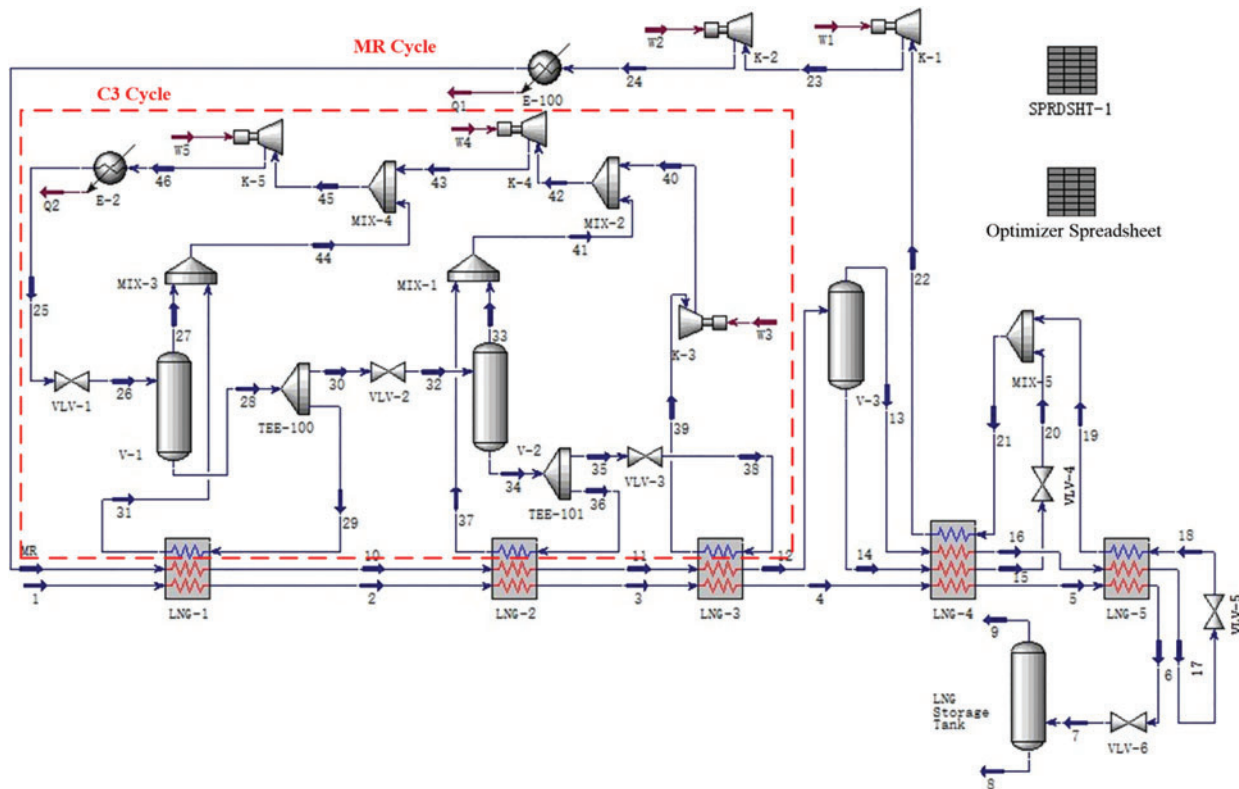 MR Cycle
W2
W1
K-2
K-1
24
23
E-100
Q1
SPRDSHT-1
C3 Cycle
W5
W4
46
K-5
45
43
K-4
42
40
E-2
Q2
MIX-4
MIX-2
Optimizer Spreadsheet
44
41
22
25
MIX-3
MIX-1
27
33
K-3
W3
MIX-5
VLV-1
26
28
30
VLV-2
32
V-3
13
21
20
19
TEE-100
39
V-1
V-2
35
38
VLV-4
31
29
37
34
VLV-3
TEE-101
36
MR
10
11
12
14
16
18
15
1
2
3
4
5
LNG-1
LNG-2
LNG-3
LNG-4
LNG-5
VLV-5
9
6
17
LNG
Storage
Tank
7
VLV-6
8